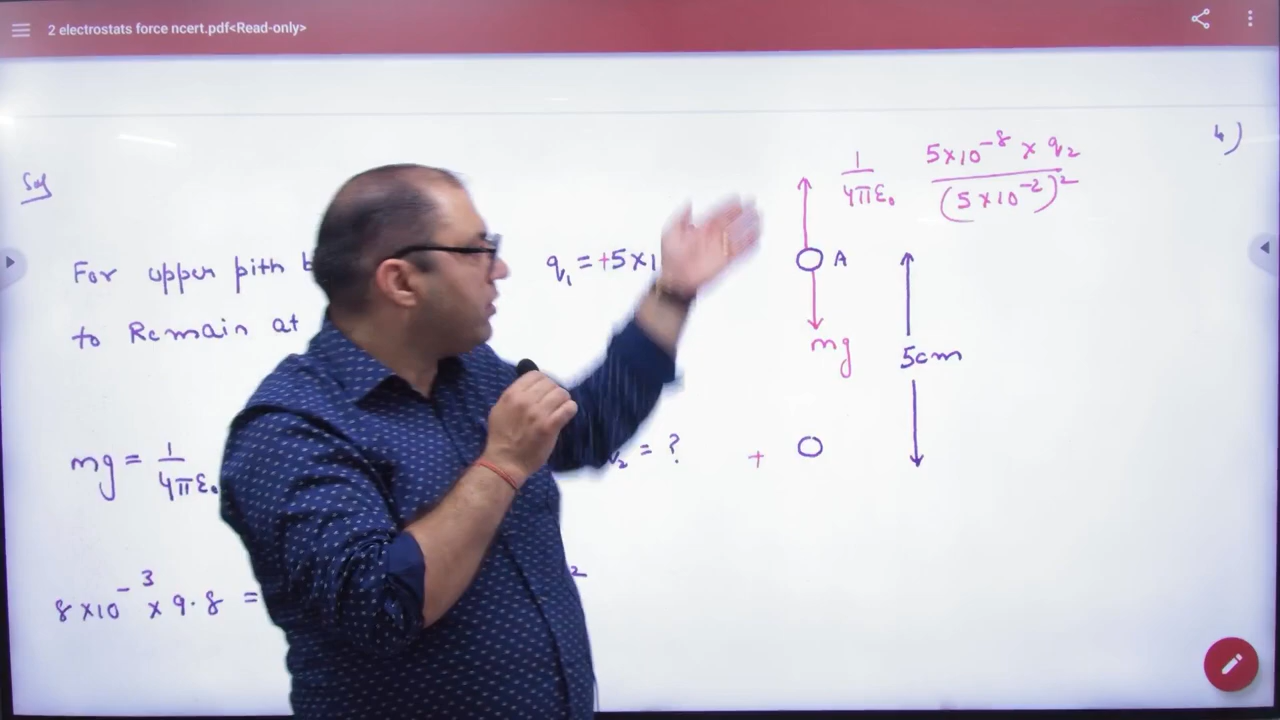 2 electrostats force ncert.pdf<Read-only>
Sol
4)
1/4πε₀ 5×10⁻⁸ × q₂/(5×10⁻²)²
For upper pith
q₁ = +5×1
A
to Remain at
mg
5cm
mg = 1/4πε₀
₂ = ?
+
8×10⁻³ × 9.8 =
2